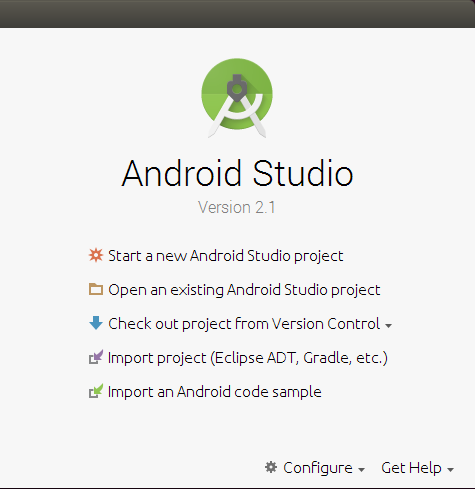 Android Studio
Version 2.1
Start a new Android Studio project
Open an existing Android Studio project
Check out project from Version Control
Import project (Eclipse ADT, Gradle, etc.)
Import an Android code sample
Configure Get Help